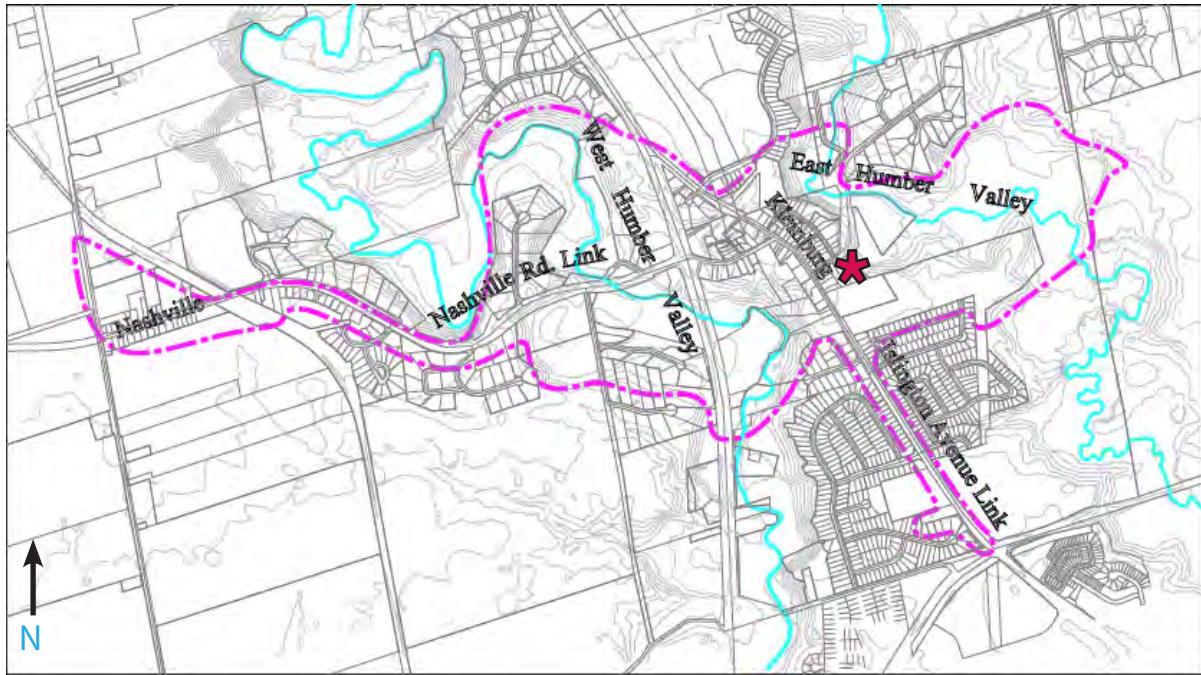 West Humber Valley
East Humber Valley
Kleinburg
Nashville Rd. Link
Nashville
Islington Avenue Link
N